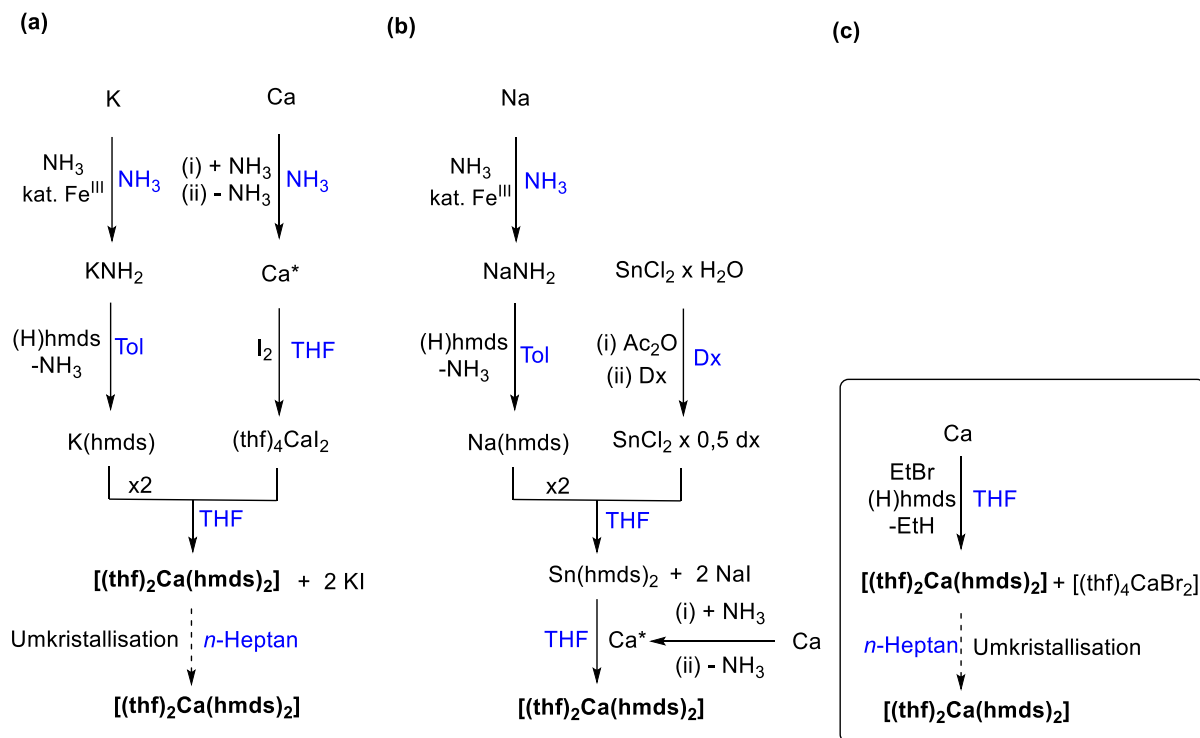 (a)
K
Ca
NH₃
kat. Feᴵᴵᴵ
NH₃
(i) + NH₃
(ii) - NH₃
NH₃
KNH₂
Ca*
(H)hmds
-NH₃
Tol
I₂
THF
K(hmds)
(thf)₄CaI₂
x2
THF
[(thf)₂Ca(hmds)₂] + 2 KI
Umkristallisation
n-Heptan
[(thf)₂Ca(hmds)₂]
(b)
Na
NH₃
kat. Feᴵᴵᴵ
NH₃
NaNH₂
SnCl₂ x H₂O
(H)hmds
-NH₃
Tol
(i) Ac₂O
(ii) Dx
Dx
Na(hmds)
SnCl₂ x 0,5 dx
x2
THF
Sn(hmds)₂ + 2 NaI
THF
Ca*
(i) + NH₃
(ii) - NH₃
Ca
[(thf)₂Ca(hmds)₂]
(c)
Ca
EtBr
(H)hmds
-EtH
THF
[(thf)₂Ca(hmds)₂] + [(thf)₄CaBr₂]
n-Heptan
Umkristallisation
[(thf)₂Ca(hmds)₂]